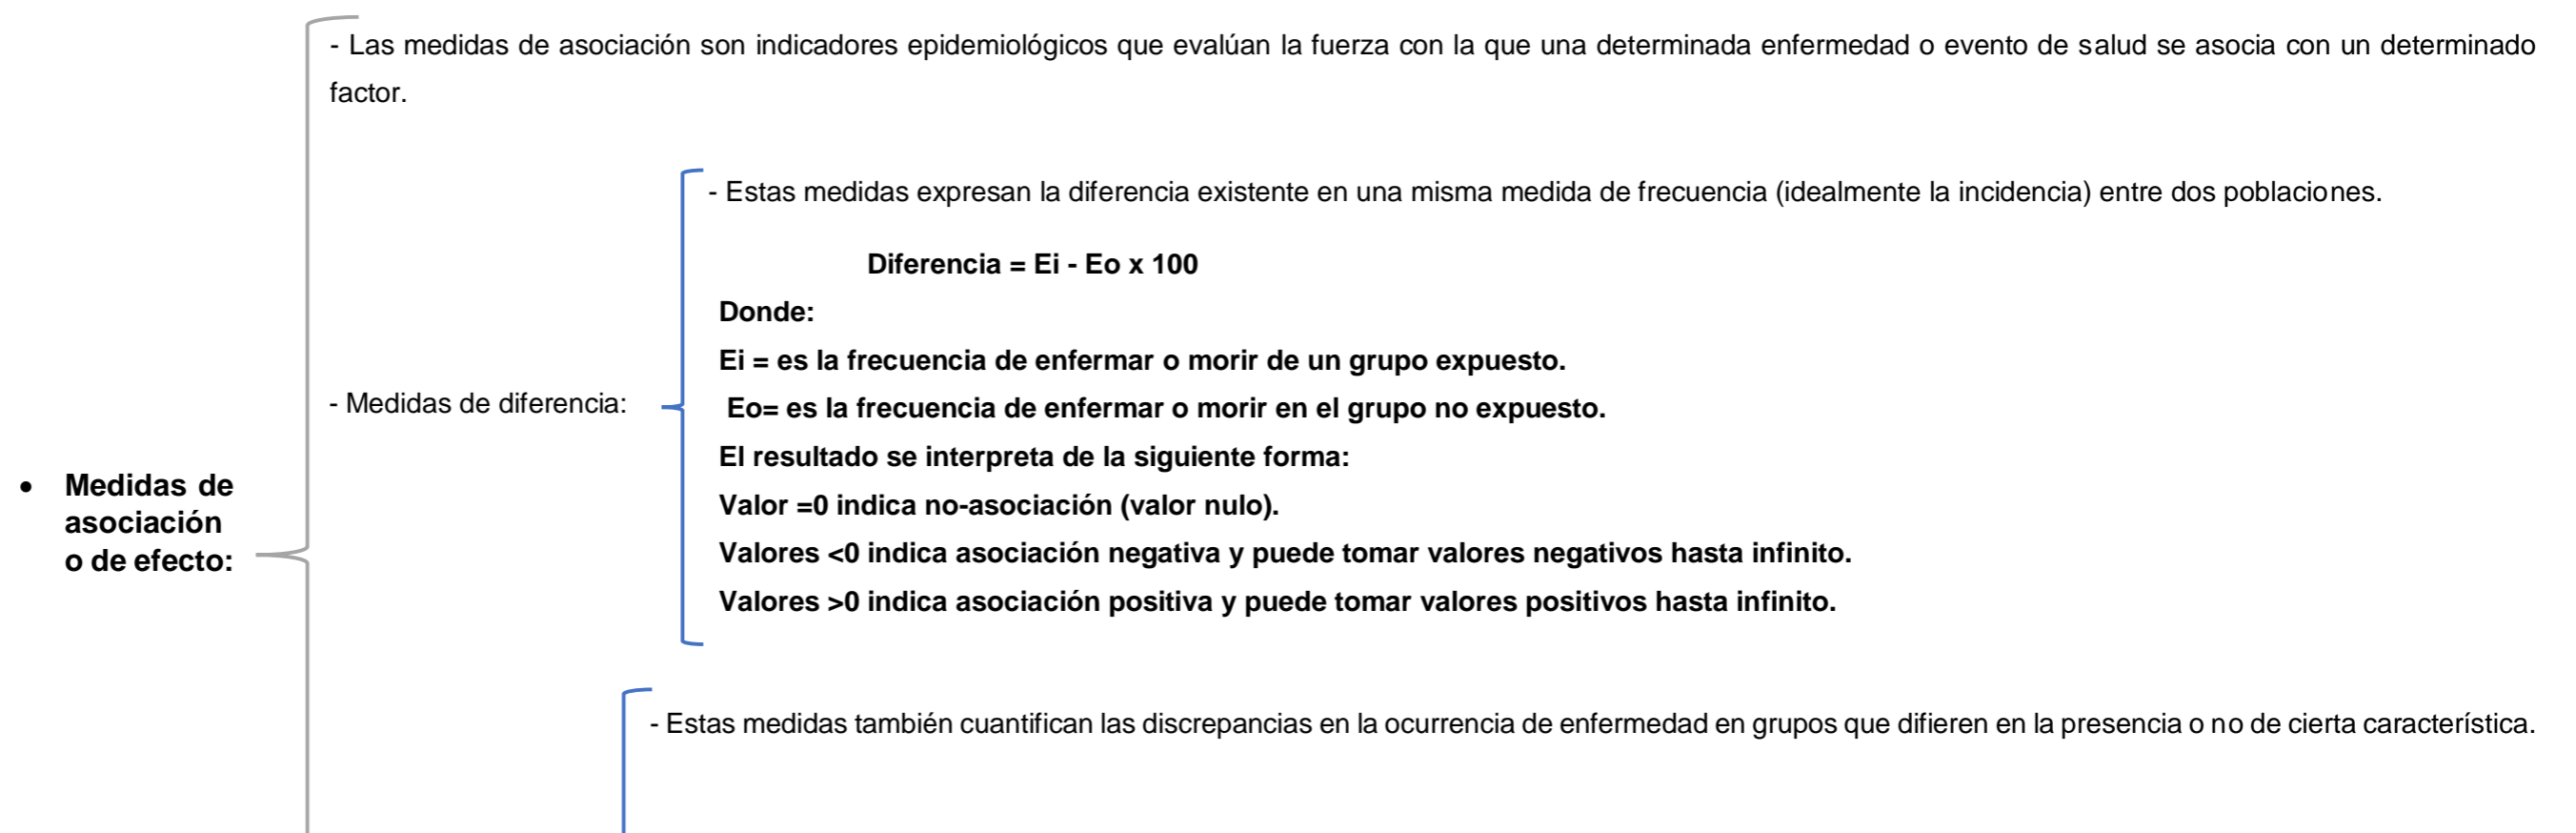 - Las medidas de asociación son indicadores epidemiológicos que evalúan la fuerza con la que una determinada enfermedad o evento de salud se asocia con un determinado
factor.
- Estas medidas expresan la diferencia existente en una misma medida de frecuencia (idealmente la incidencia) entre dos poblaciones.
Diferencia = Ei - Eo x 100
Donde:
Ei = es la frecuencia de enfermar o morir de un grupo expuesto.
- Medidas de diferencia:
Eo= es la frecuencia de enfermar o morir en el grupo no expuesto.
El resultado se interpreta de la siguiente forma:
• Medidas de
asociación
o de efecto:
Valor =0 indica no-asociación (valor nulo).
Valores <0 indica asociación negativa y puede tomar valores negativos hasta infinito.
Valores >0 indica asociación positiva y puede tomar valores positivos hasta infinito.
- Estas medidas también cuantifican las discrepancias en la ocurrencia de enfermedad en grupos que difieren en la presencia o no de cierta característica.